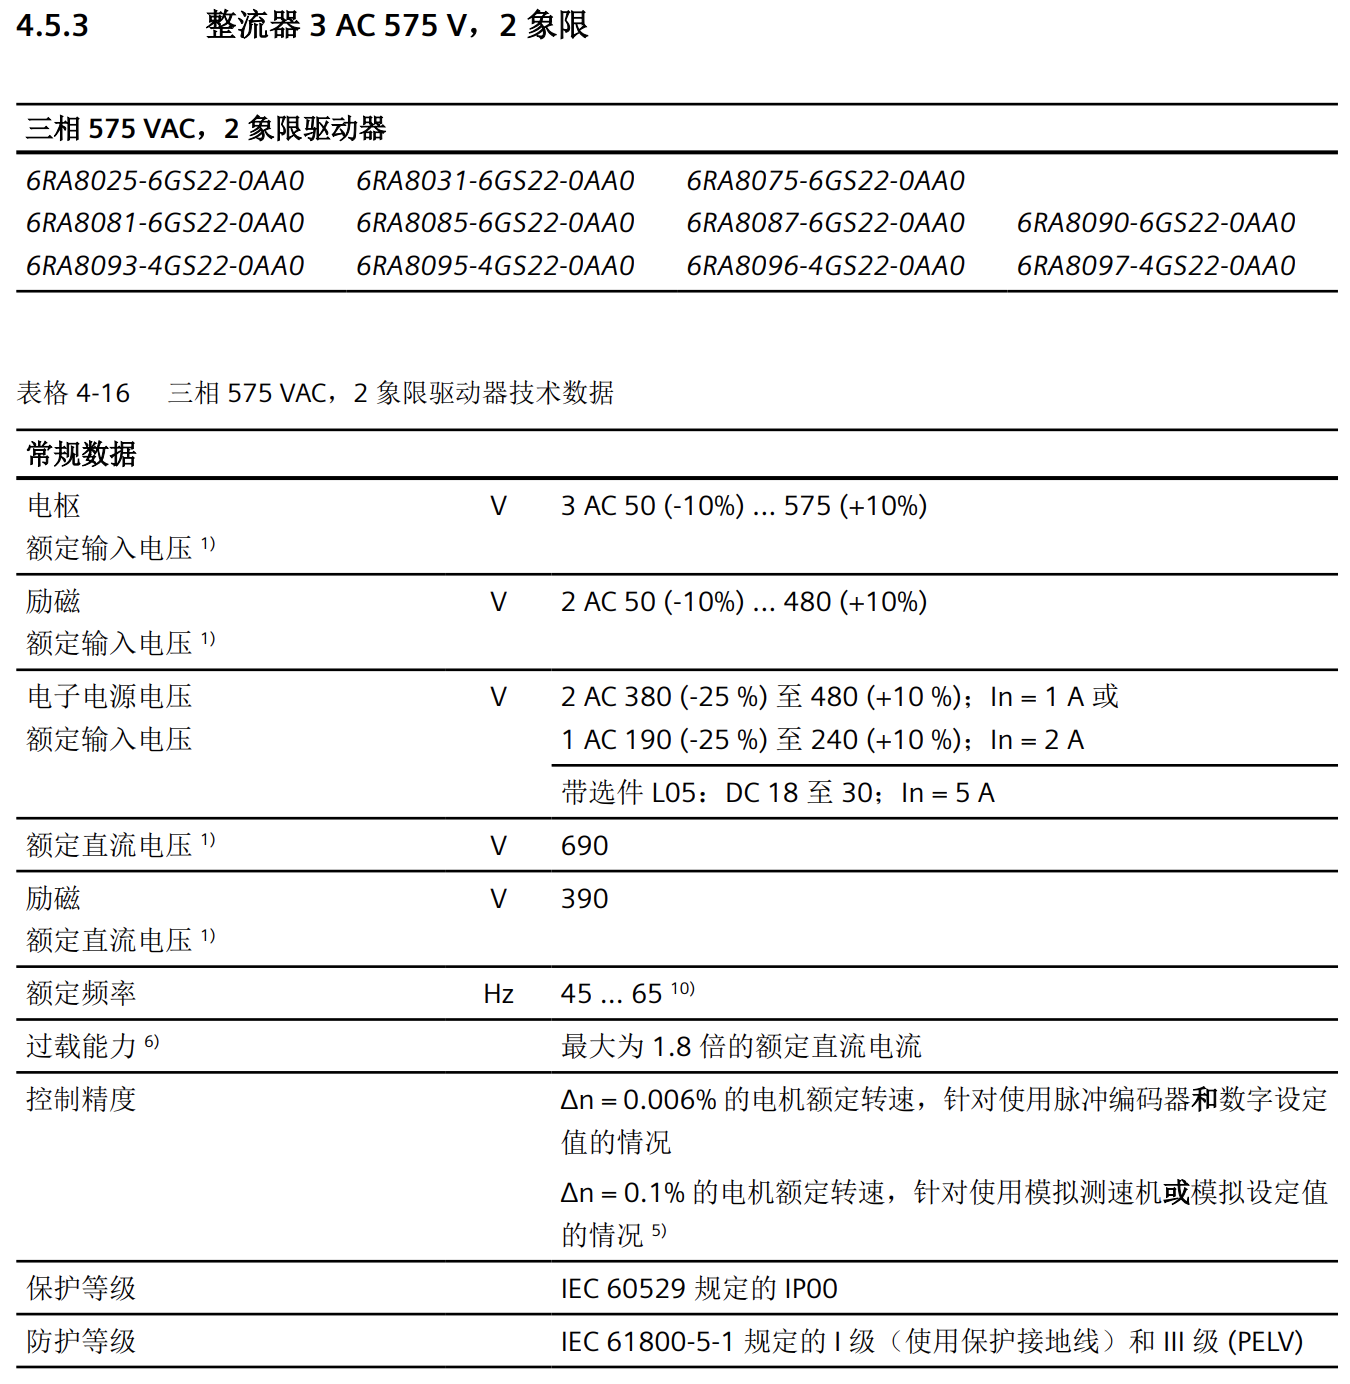 4.5.3 整流器 3 AC 575 V，2 象限
三相 575 VAC，2 象限驱动器
6RA8025-6GS22-0AA0 6RA8031-6GS22-0AA0 6RA8075-6GS22-0AA0
6RA8081-6GS22-0AA0 6RA8085-6GS22-0AA0 6RA8087-6GS22-0AA0 6RA8090-6GS22-0AA0
6RA8093-4GS22-0AA0 6RA8095-4GS22-0AA0 6RA8096-4GS22-0AA0 6RA8097-4GS22-0AA0
表格 4-16 三相 575 VAC，2 象限驱动器技术数据
常规数据
电枢 V 3 AC 50 (-10%) ... 575 (+10%)
额定输入电压 1)
励磁 V 2 AC 50 (-10%) ... 480 (+10%)
额定输入电压 1)
电子电源电压 V 2 AC 380 (-25 %) 至 480 (+10 %)；In = 1 A 或
额定输入电压 1 AC 190 (-25 %) 至 240 (+10 %)；In = 2 A
带选件 L05：DC 18 至 30；In = 5 A
额定直流电压 1) V 690
励磁 V 390
额定直流电压 1)
额定频率 Hz 45 ... 65 10)
过载能力 6) 最大为 1.8 倍的额定直流电流
控制精度 Δn = 0.006% 的电机额定转速，针对使用脉冲编码器和数字设定
值的情况
Δn = 0.1% 的电机额定转速，针对使用模拟测速机或模拟设定值
的情况 5)
保护等级 IEC 60529 规定的 IP00
防护等级 IEC 61800-5-1 规定的 I 级（使用保护接地线）和 III 级 (PELV)